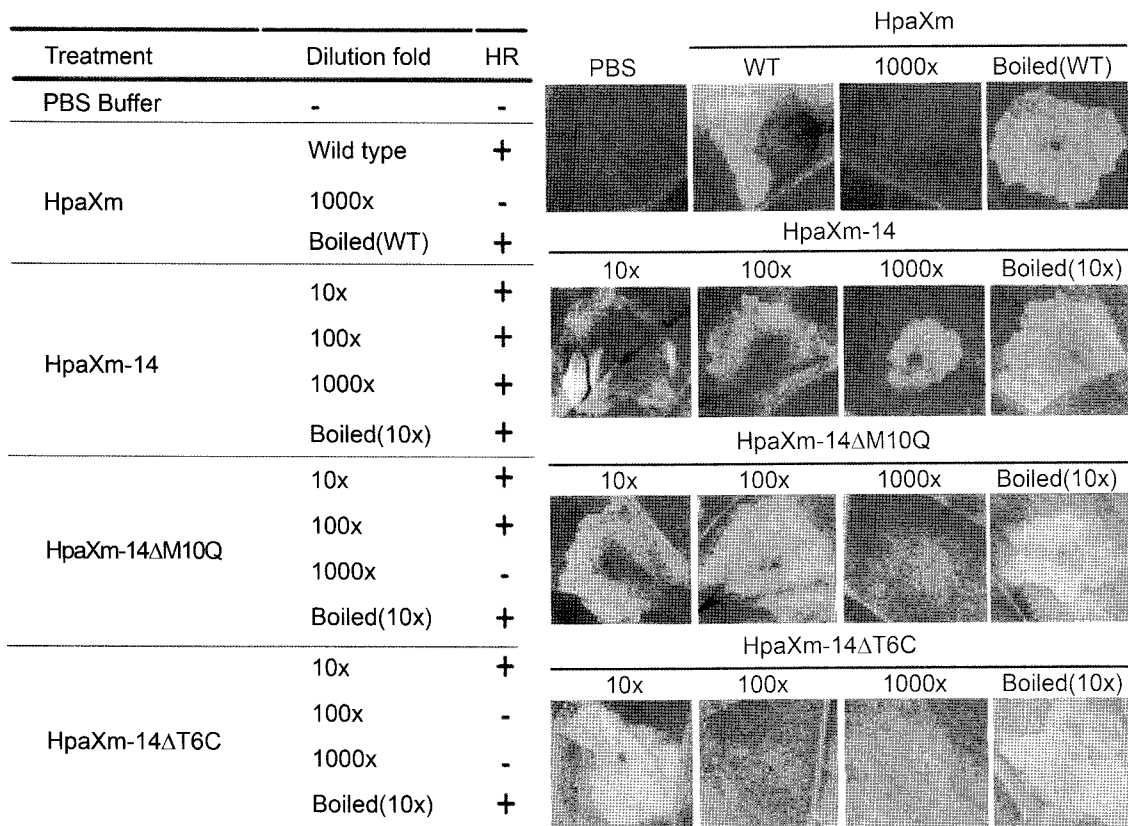 Treatment Dilution fold HR
PBS Buffer - -
HpaXm
Wild type +
1000x -
Boiled(WT) +
HpaXm-14
10x +
100x +
1000x +
Boiled(10x) +
HpaXm-14ΔM10Q
10x +
100x +
1000x -
Boiled(10x) +
HpaXm-14ΔT6C
10x +
100x -
1000x -
Boiled(10x) +
HpaXm
PBS WT 1000x Boiled(WT)
HpaXm-14
10x 100x 1000x Boiled(10x)
HpaXm-14ΔM10Q
10x 100x 1000x Boiled(10x)
HpaXm-14ΔT6C
10x 100x 1000x Boiled(10x)